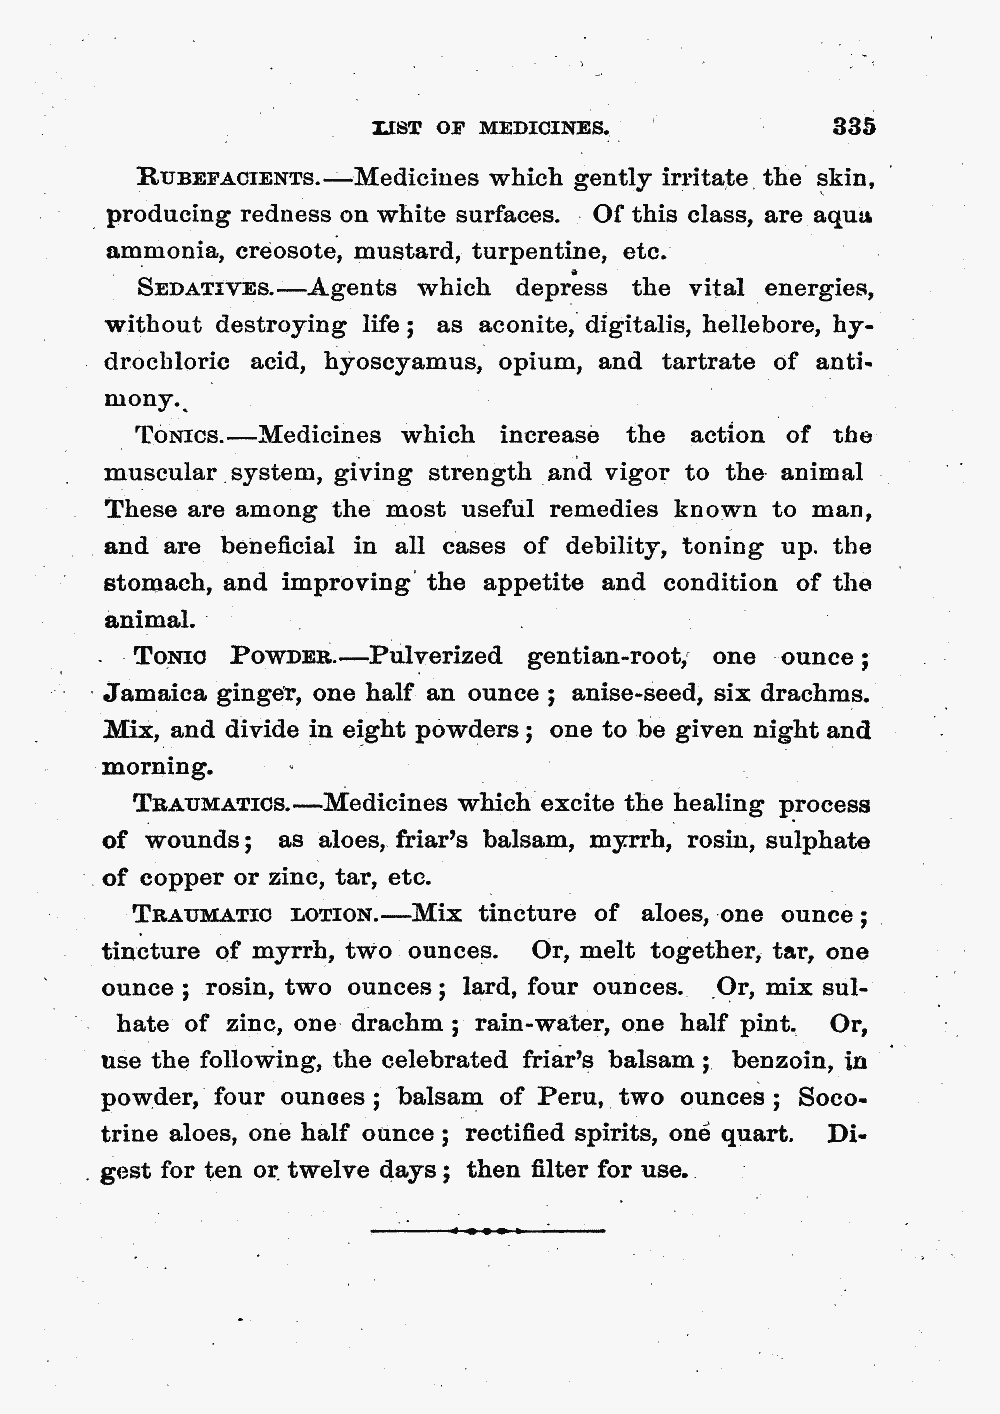 LIST OF MEDICINES. 335
RUBEFACIENTS.—Medicines which gently irritate the skin,
producing redness on white surfaces. Of this class, are aqua
ammonia, creosote, mustard, turpentine, etc.
SEDATIVES.—Agents which depress the vital energies,
without destroying life; as aconite, digitalis, hellebore, hy-
drochloric acid, hyoscyamus, opium, and tartrate of anti-
mony.
TONICS.—Medicines which increase the action of the
muscular system, giving strength and vigor to the animal
These are among the most useful remedies known to man,
and are beneficial in all cases of debility, toning up. the
stomach, and improving the appetite and condition of the
animal.
TONIC POWDER.—Pulverized gentian-root, one ounce;
Jamaica ginger, one half an ounce; anise-seed, six drachms.
Mix, and divide in eight powders; one to be given night and
morning.
TRAUMATICS.—Medicines which excite the healing process
of wounds; as aloes, friar's balsam, myrrh, rosin, sulphate
of copper or zinc, tar, etc.
TRAUMATIC LOTION.—Mix tincture of aloes, one ounce;
tincture of myrrh, two ounces. Or, melt together, tar, one
ounce; rosin, two ounces; lard, four ounces. Or, mix sul-
hate of zinc, one drachm; rain-water, one half pint. Or,
use the following, the celebrated friar's balsam; benzoin, in
powder, four ounces; balsam of Peru, two ounces; Soco-
trine aloes, one half ounce; rectified spirits, one quart. Di-
gest for ten or twelve days; then filter for use.